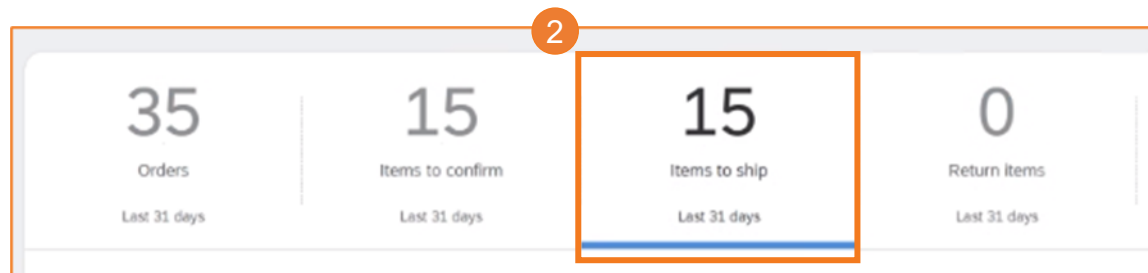 2
35 15 15 0
Orders Items to confirm Items to ship Return items
Last 31 days Last 31 days Last 31 days Last 31 days